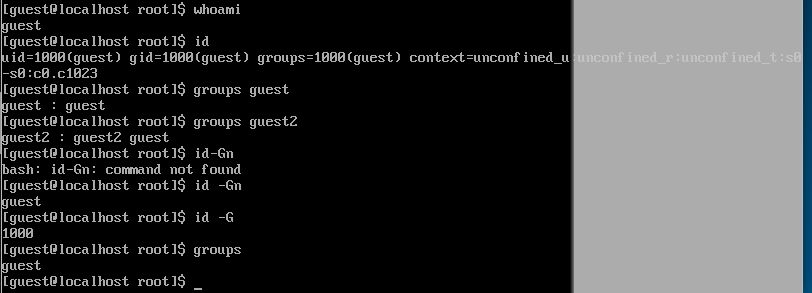 [guest@localhost root]$ whoami
guest
[guest@localhost root]$ id
uid=1000(guest) gid=1000(guest) groups=1000(guest) context=unconfined_u:unconfined_r:unconfined_t:s0
-s0:c0.c1023
[guest@localhost root]$ groups guest
guest : guest
[guest@localhost root]$ groups guest2
guest2 : guest2 guest
[guest@localhost root]$ id-Gn
bash: id-Gn: command not found
[guest@localhost root]$ id -Gn
guest
[guest@localhost root]$ id -G
1000
[guest@localhost root]$ groups
guest
[guest@localhost root]$ _